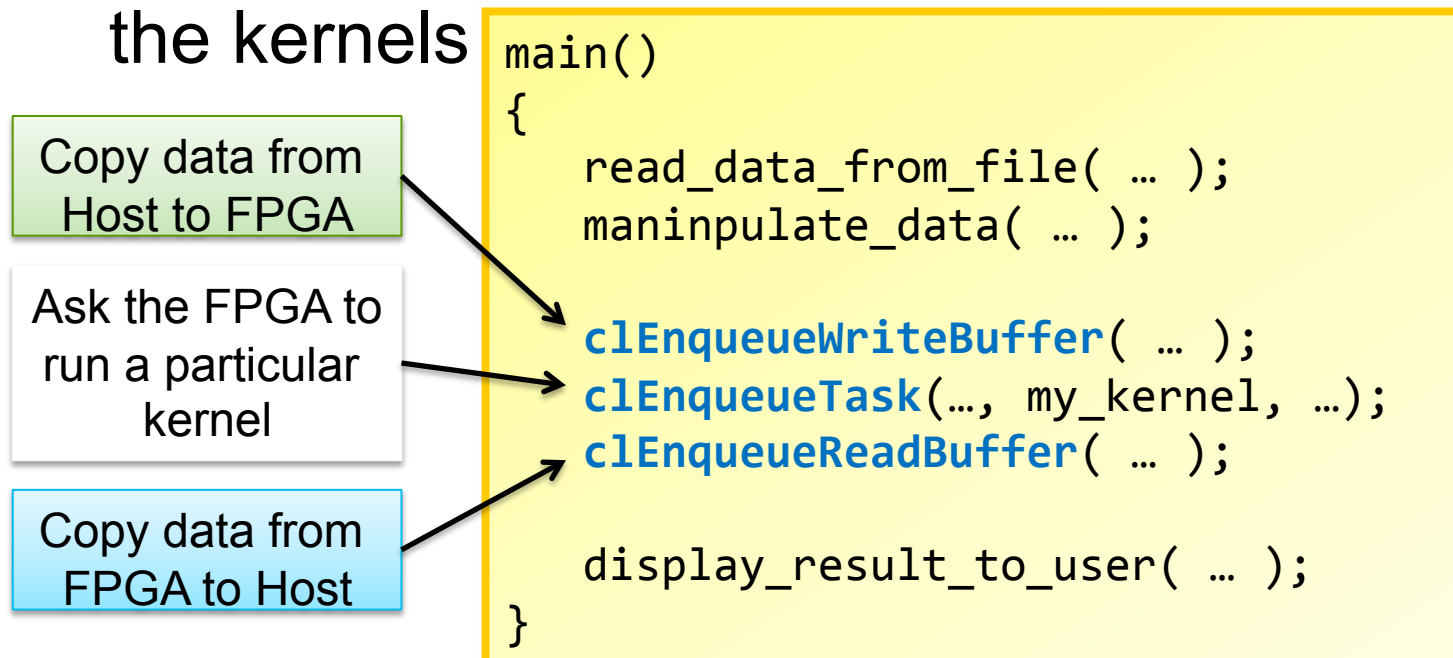 the kernels
Copy data from
Host to FPGA
Ask the FPGA to
run a particular
kernel
Copy data from
FPGA to Host
main()
{
read_data_from_file( … );
maninpulate_data( … );
clEnqueueWriteBuffer( … );
clEnqueueTask(…, my_kernel, …);
clEnqueueReadBuffer( … );
display_result_to_user( … );
}